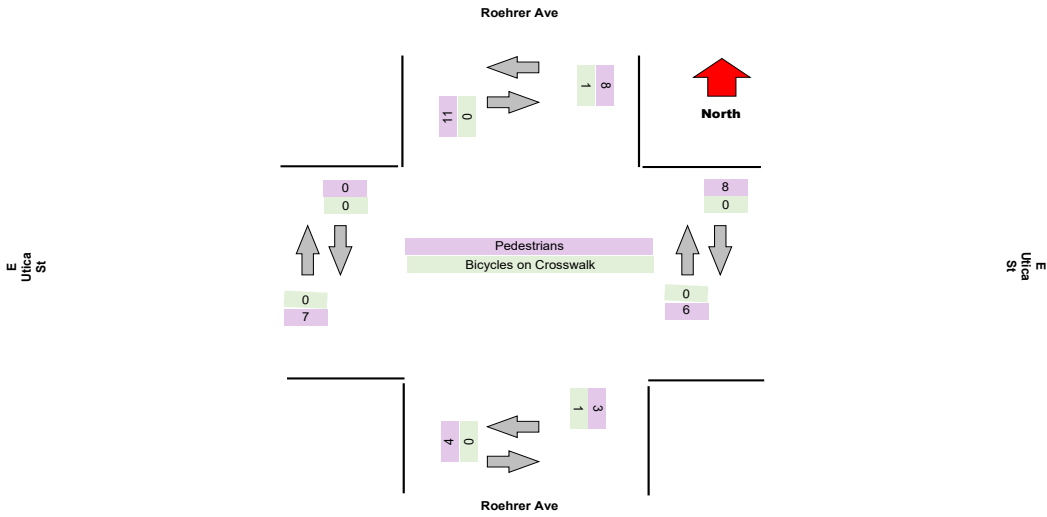 Roehrer Ave
1
8
11
0
North
0
0
8
0
Pedestrians
Bicycles on Crosswalk
E
Utica
St
E
Utica
St
0
7
0
6
1
3
4
0
Roehrer Ave